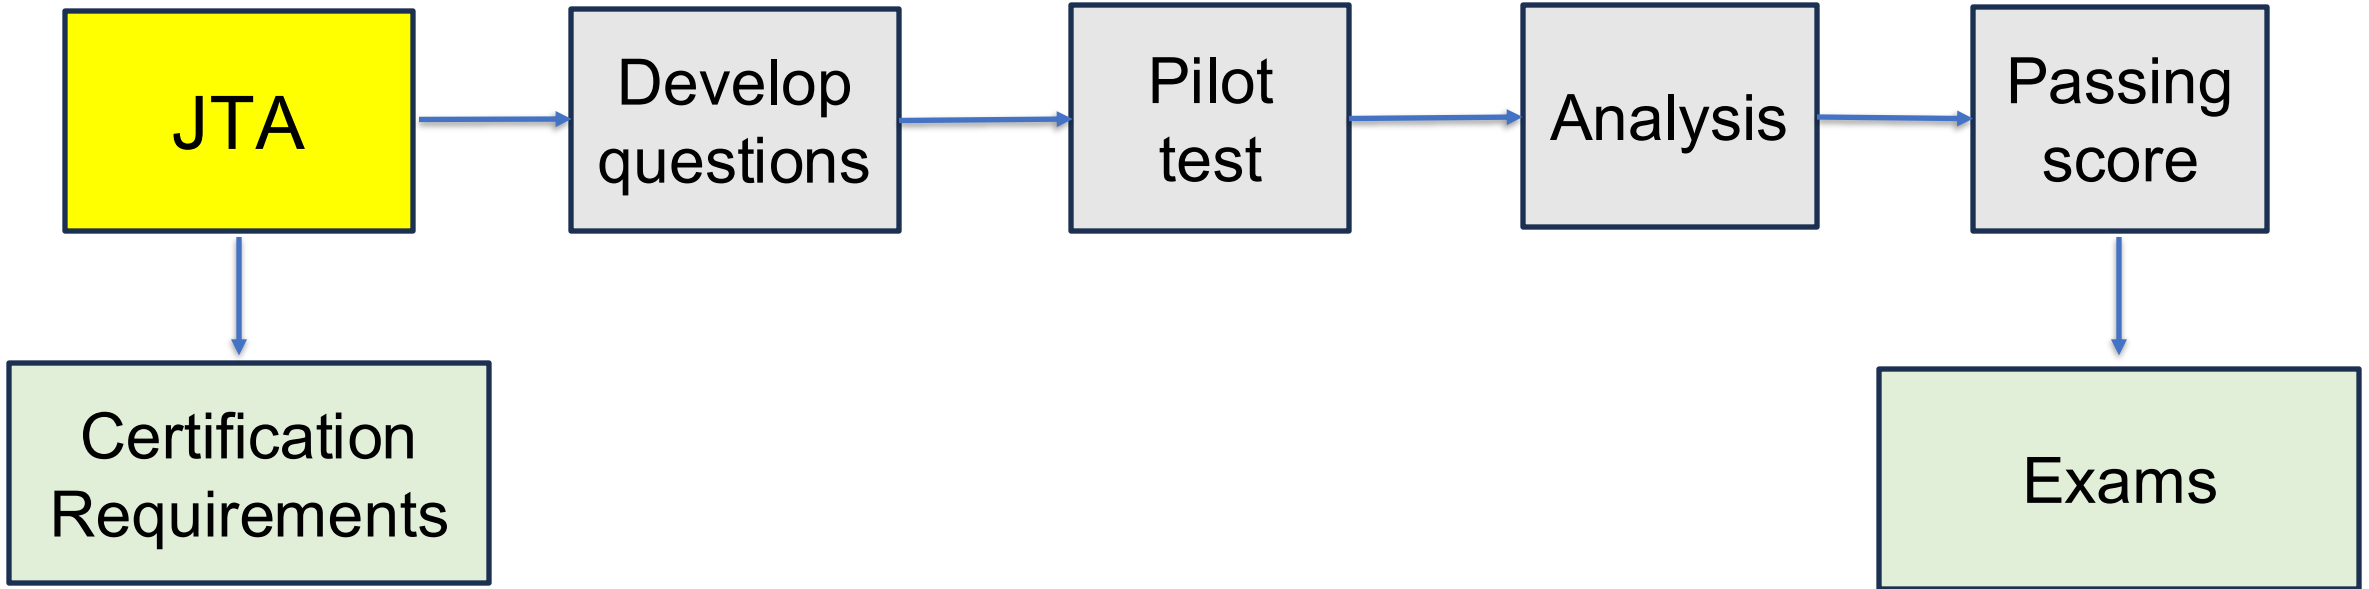 JTA
Develop
questions
Pilot
test
Analysis
Passing
score
Certification
Requirements
Exams